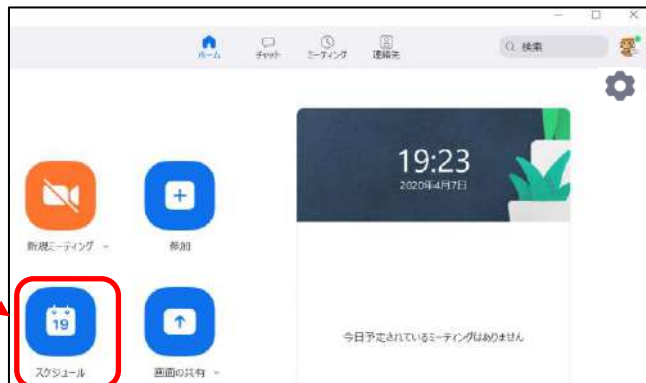 ホーム チャット ミーティング 連絡先 検索
19:23
2020年4月7日
新規ミーティング 参加
19
スケジュール 画面の共有
今日予定されているミーティングはありません